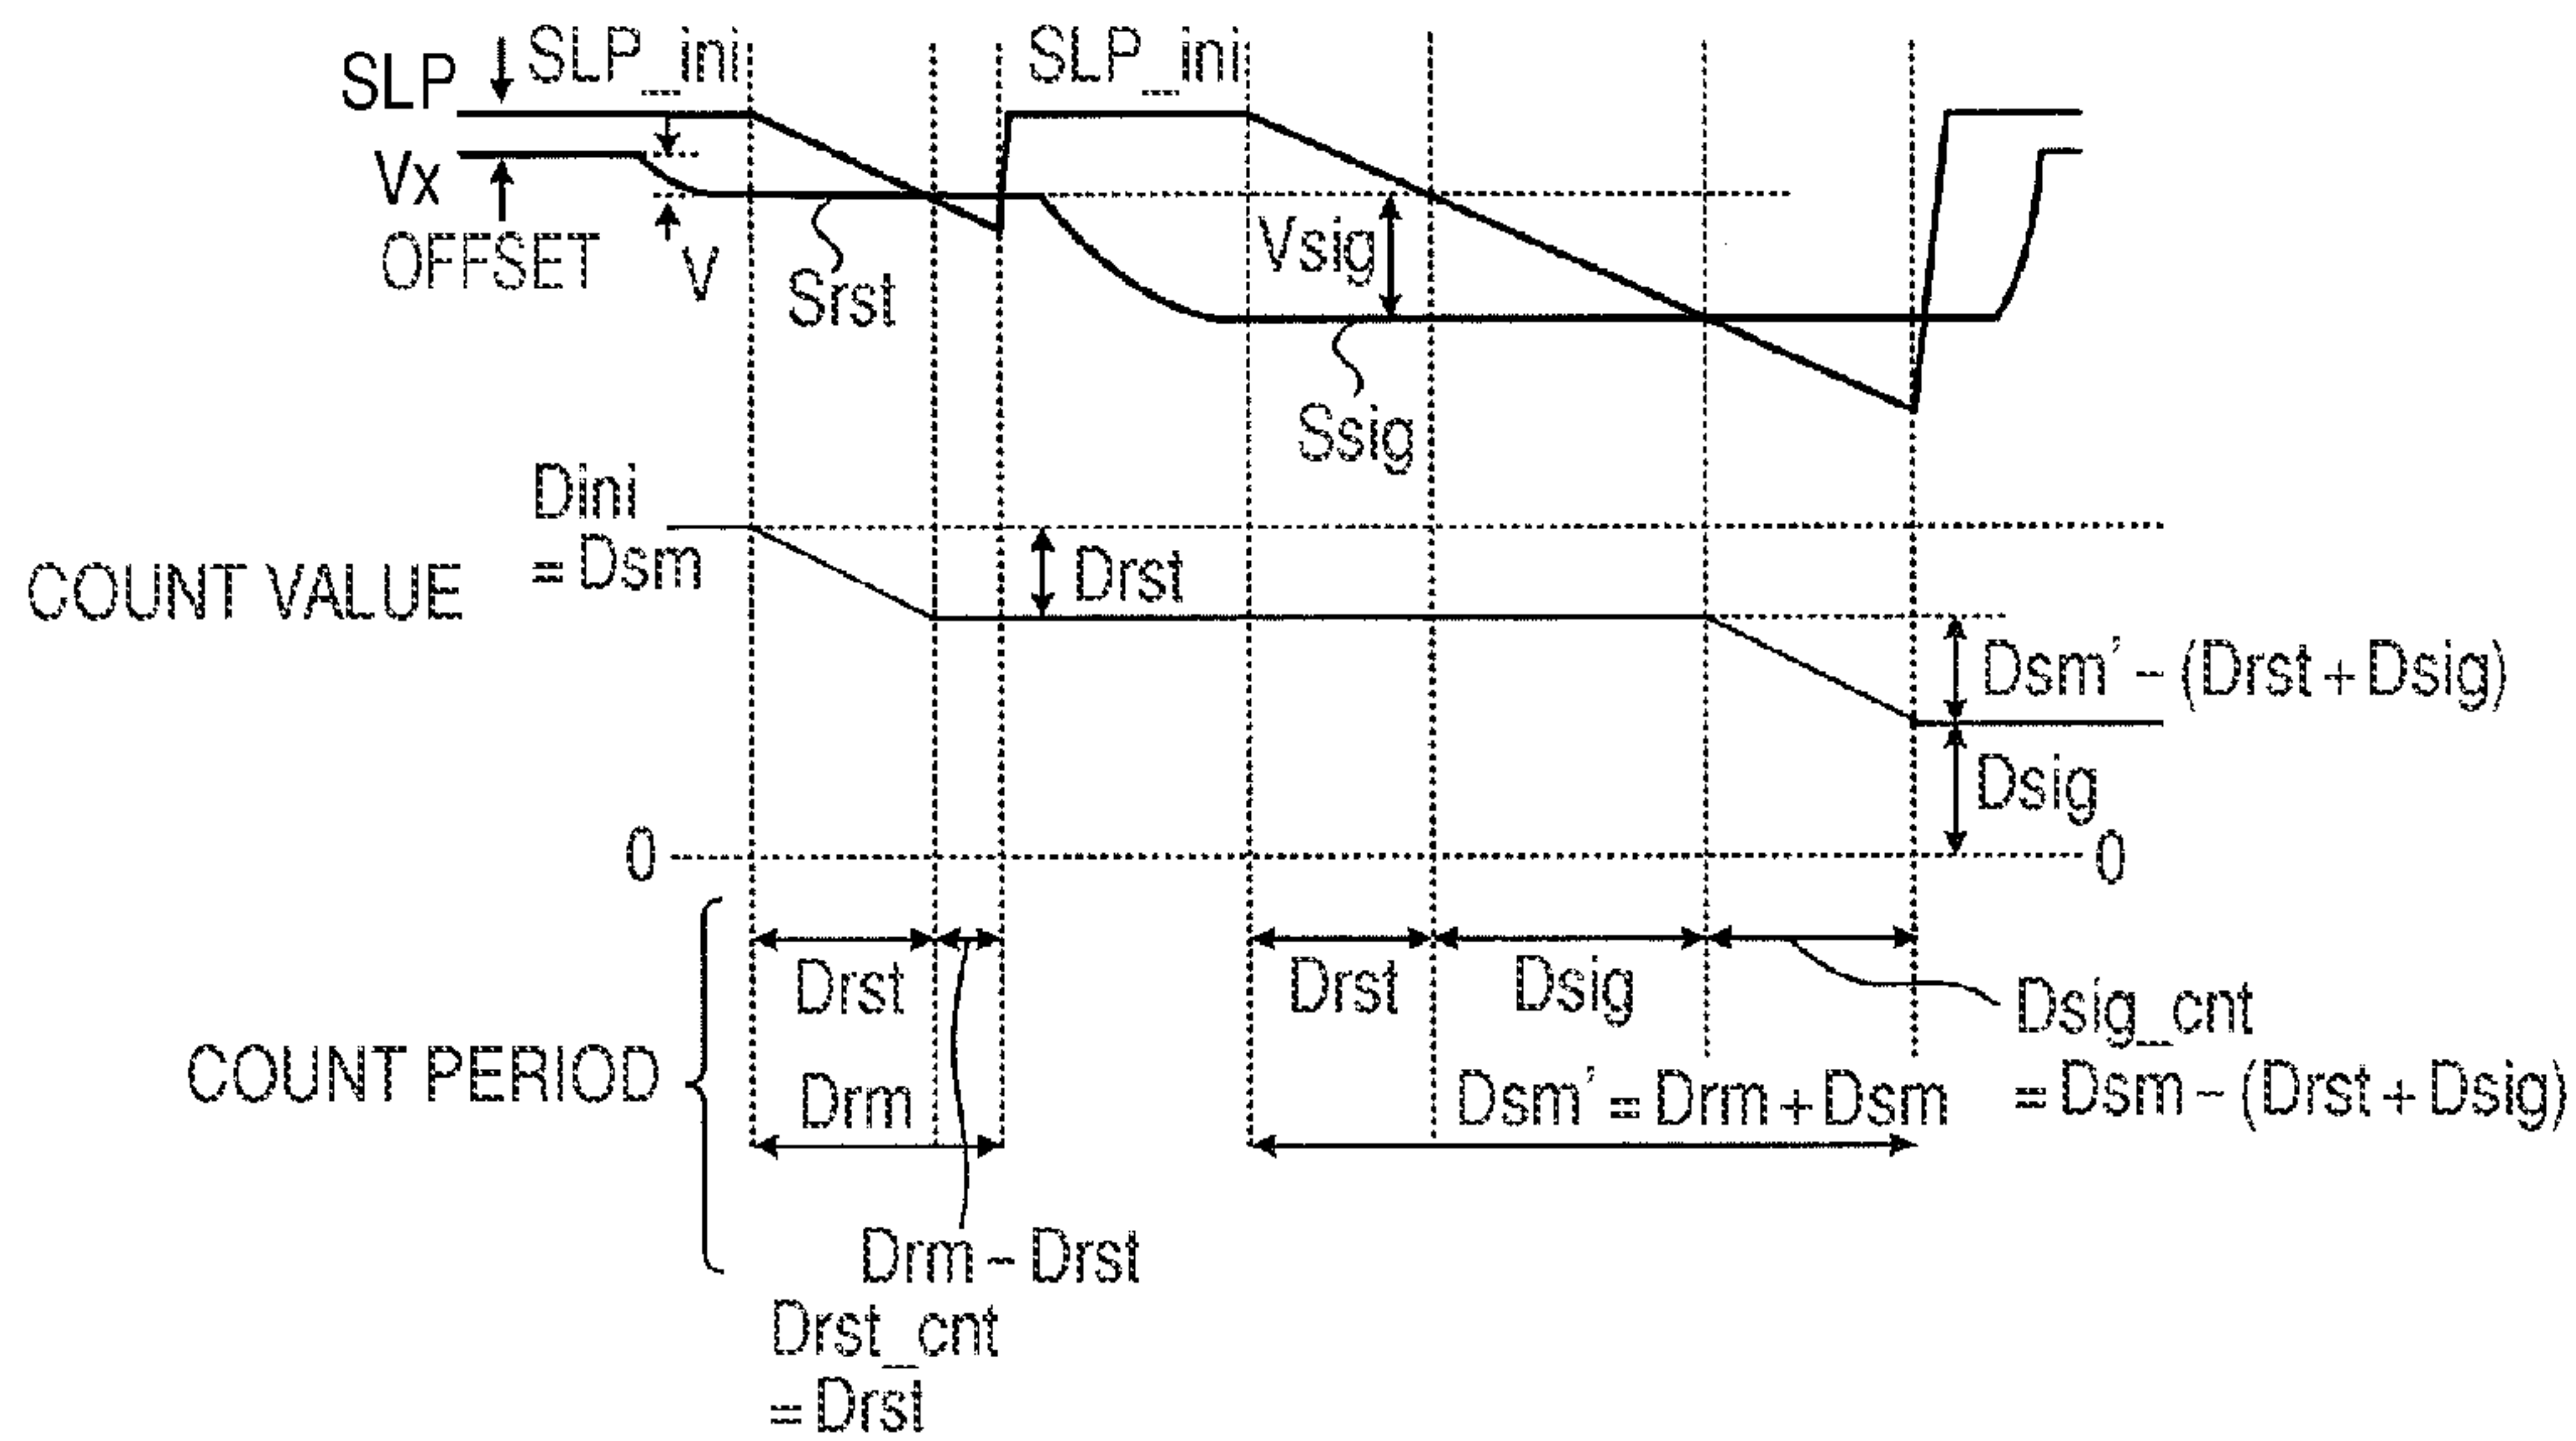 SLP
SLP_ini
SLP_ini
Vx
OFFSET
V
Srst
Vsig
Ssig
Dini
= Dsm
COUNT VALUE
Drst
Dsm' - (Drst + Dsig)
Dsig
0
0
Drst
Drst
Dsig
Dsig_cnt
= Dsm - (Drst + Dsig)
COUNT PERIOD
Drm
Dsm' = Drm + Dsm
Drm - Drst
Drst_cnt
= Drst